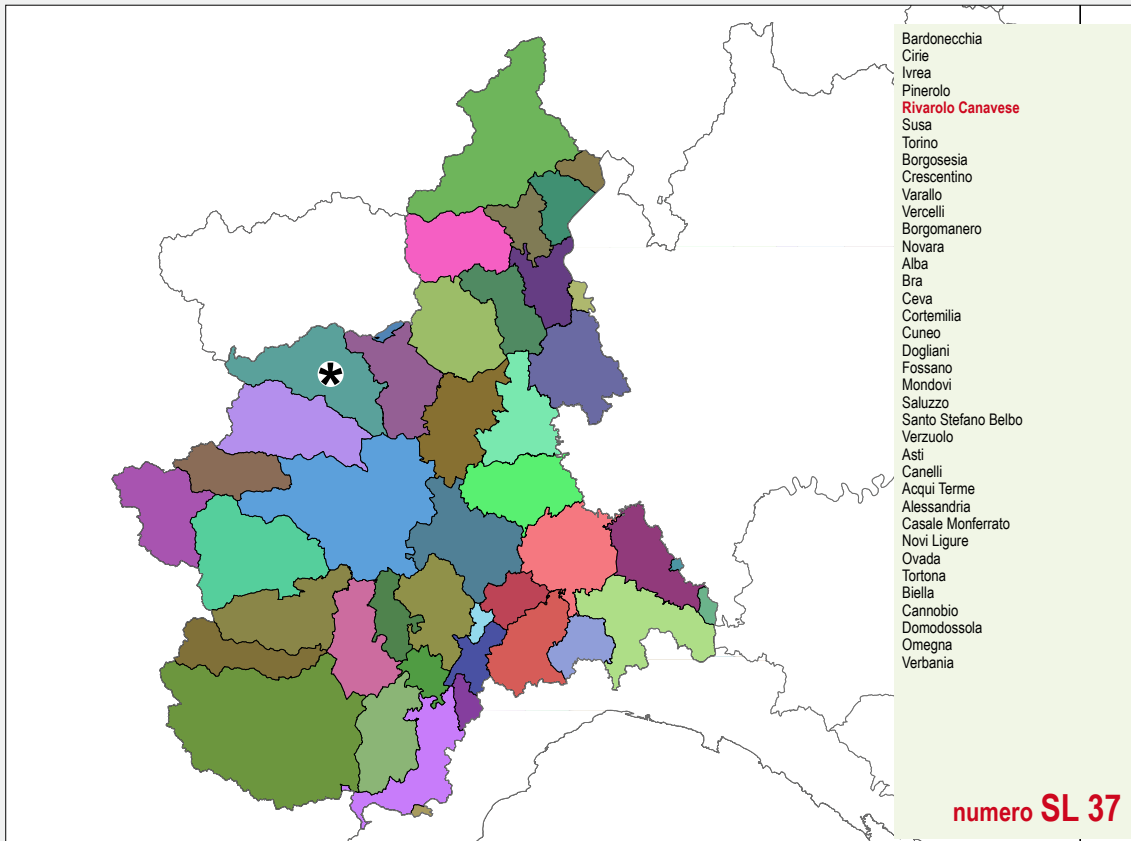 Bardonecchia
Cirie
Ivrea
Pinerolo
Rivarolo Canavese
Susa
Torino
Borgosesia
Crescentino
Varallo
Vercelli
Borgomanero
Novara
Alba
Bra
Ceva
Cortemilia
Cuneo
Dogliani
Fossano
Mondovi
Saluzzo
Santo Stefano Belbo
Verzuolo
Asti
Canelli
Acqui Terme
Alessandria
Casale Monferrato
Novi Ligure
Ovada
Tortona
Biella
Cannobio
Domodossola
Omegna
Verbania
numero SL 37
*